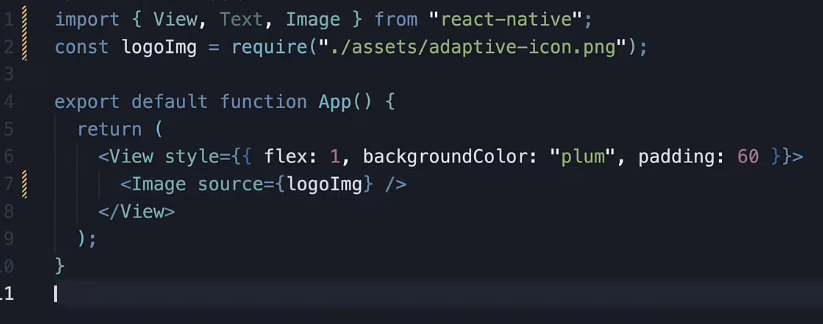 1 import { View, Text, Image } from "react-native";
2 const logoImg = require("./assets/adaptive-icon.png");
3
4 export default function App() {
5   return (
6     <View style={{ flex: 1, backgroundColor: "plum", padding: 60 }}>
7       <Image source={logoImg} />
8     </View>
9   );
10 }
11